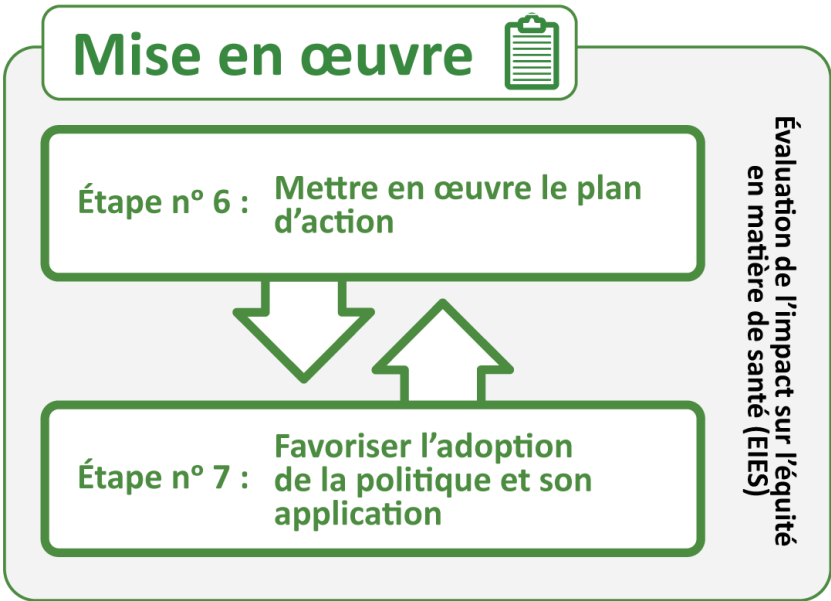 Mise en œuvre
Étape nº 6 :
Mettre en œuvre le plan
d’action
Étape nº 7 :
Favoriser l’adoption
de la politique et son
application
Évaluation de l’impact sur l’équité
en matière de santé (EIES)